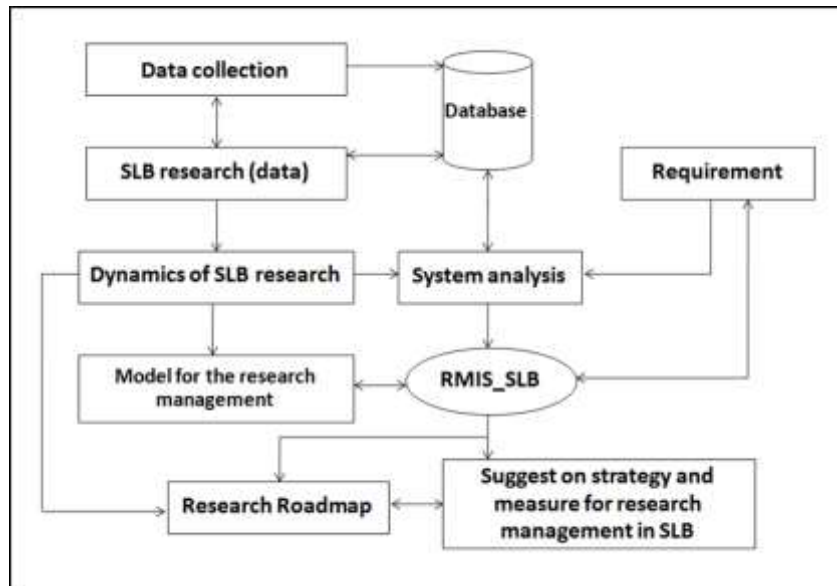 Data collection
Database
SLB research (data)
Requirement
Dynamics of SLB research
System analysis
Model for the research
management
RMIS_SLB
Research Roadmap
Suggest on strategy and
measure for research
management in SLB